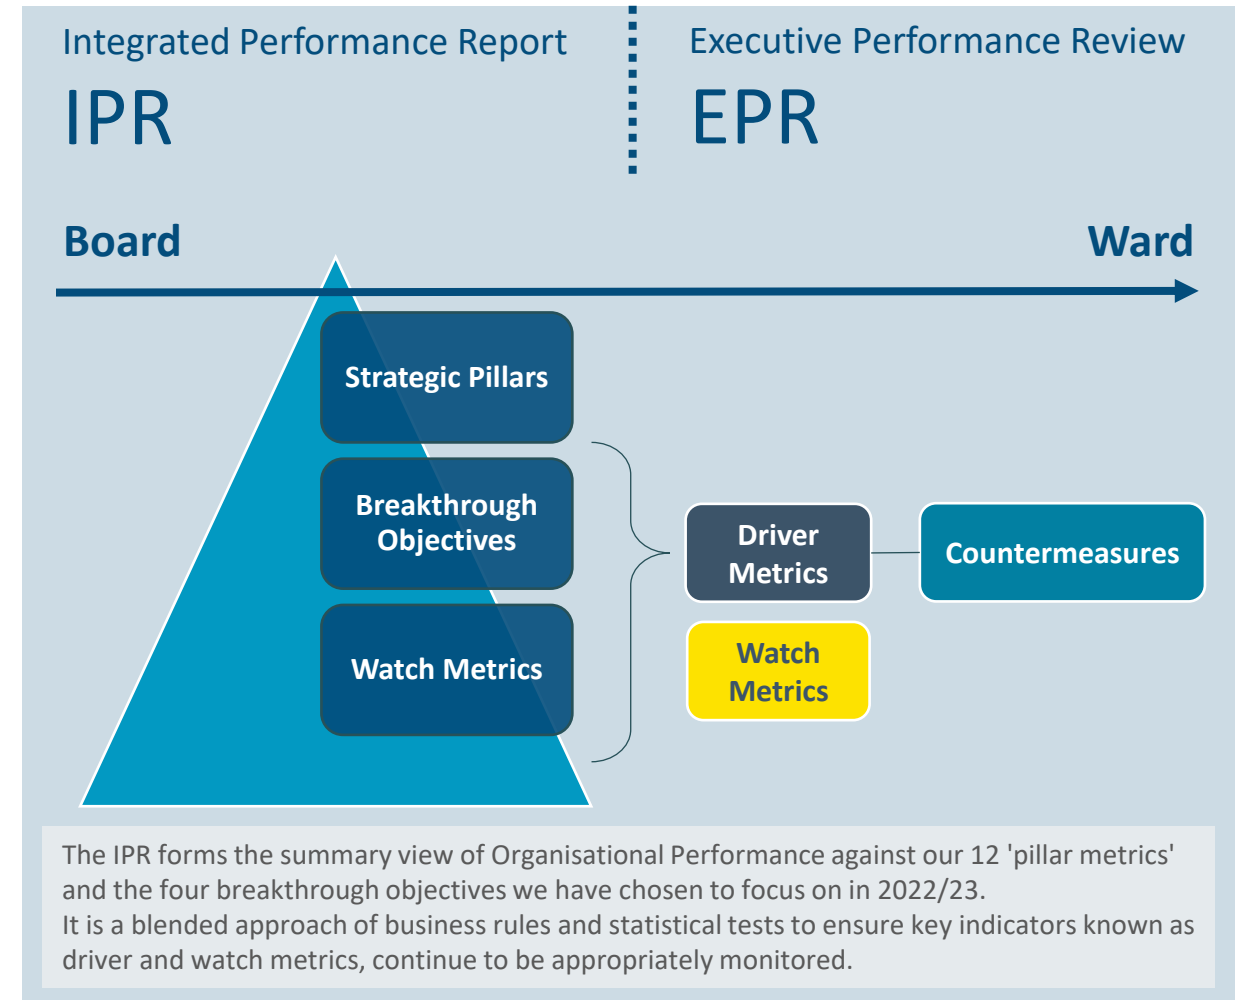 Integrated Performance Report
IPR
Executive Performance Review
EPR
Board
Ward
Strategic Pillars
Breakthrough
Objectives
Watch Metrics
Driver
Metrics
Countermeasures
Watch
Metrics
The IPR forms the summary view of Organisational Performance against our 12 'pillar metrics'
and the four breakthrough objectives we have chosen to focus on in 2022/23.
It is a blended approach of business rules and statistical tests to ensure key indicators known as
driver and watch metrics, continue to be appropriately monitored.